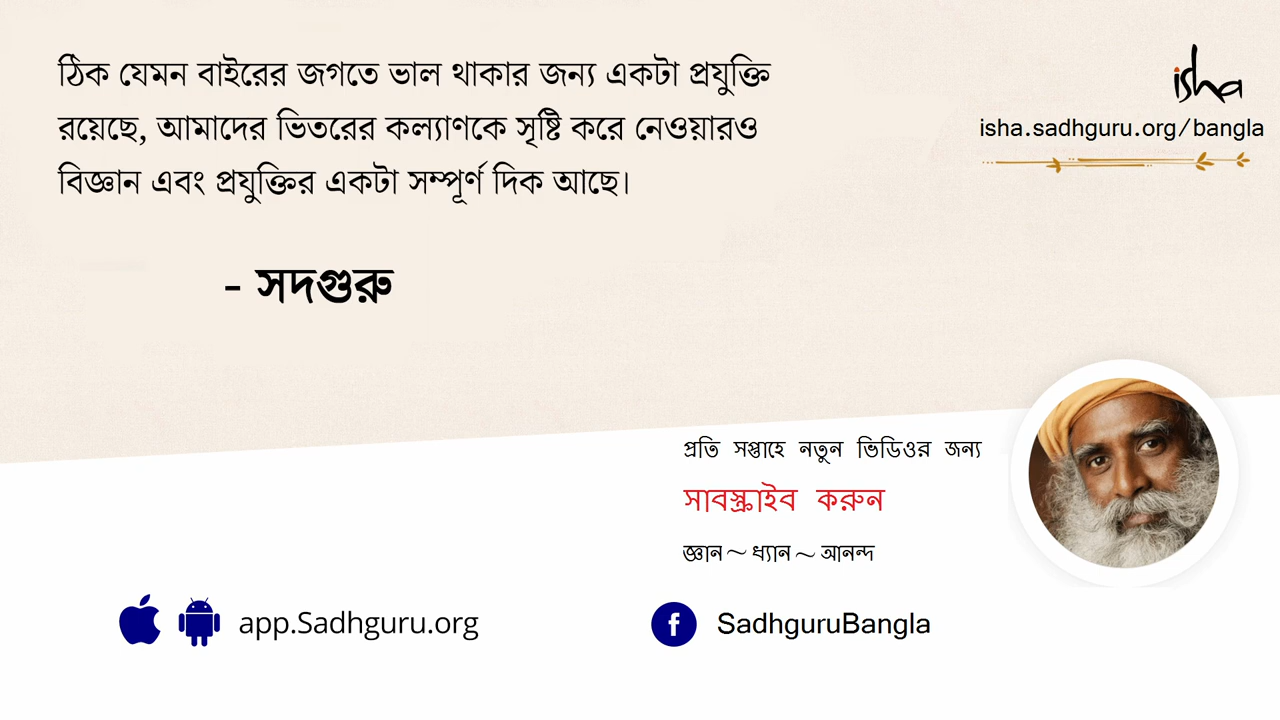 ঠিক যেমন বাইরের জগতে ভাল থাকার জন্য একটা প্রযুক্তি
রয়েছে, আমাদের ভিতরের কল্যাণকে সৃষ্টি করে নেওয়ারও
বিজ্ঞান এবং প্রযুক্তির একটা সম্পূর্ণ দিক আছে।
- সদগুরু
isha
isha.sadhguru.org/bangla
প্রতি সপ্তাহে নতুন ভিডিওর জন্য
সাবস্ক্রাইব করুন
জ্ঞান ~ ধ্যান ~ আনন্দ
app.Sadhguru.org
f SadhguruBangla